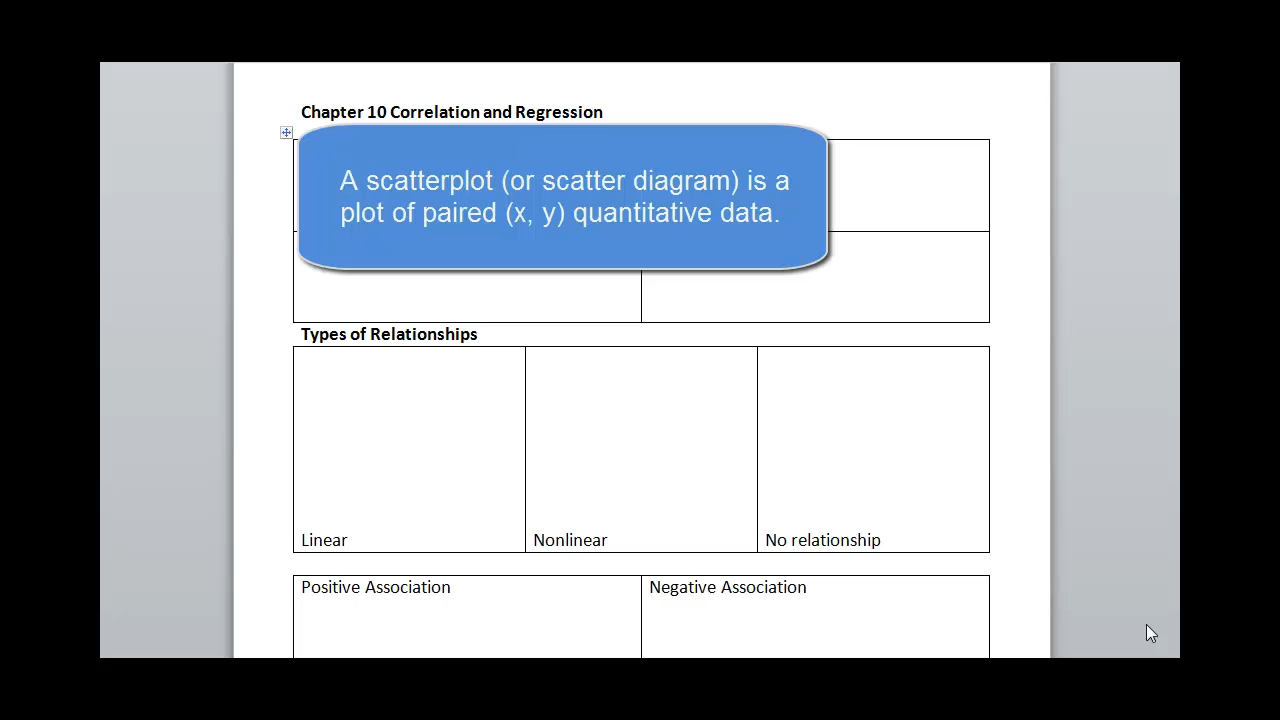 Chapter 10 Correlation and Regression
A scatterplot (or scatter diagram) is a
plot of paired (x, y) quantitative data.
Types of Relationships
Linear
Nonlinear
No relationship
Positive Association
Negative Association